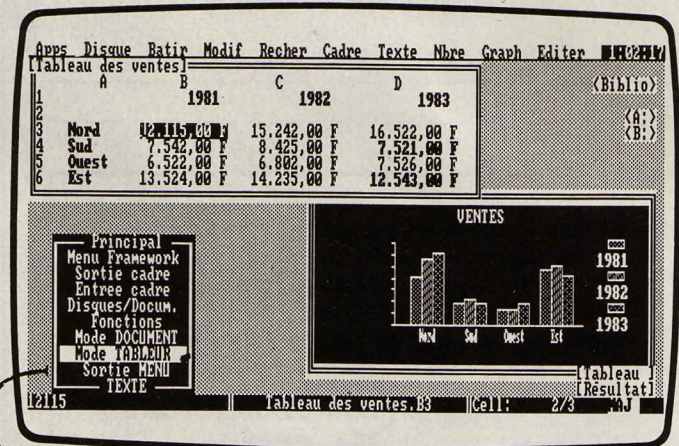 Apps Disque Batir Modif Recher Cadre Texte Nbre Graph Editer 1:02:17
[Tableau des ventes]
A B C D
1 1981 1982 1983
2
3 Nord 12.115,00 F 15.242,00 F 16.522,00 F
4 Sud 7.542,00 F 8.425,00 F 7.521,00 F
5 Ouest 6.522,00 F 6.802,00 F 7.526,00 F
6 Est 13.524,00 F 14.235,00 F 12.543,00 F
<Biblio>
<A:>
<B:>
VENTES
1981
1982
1983
Nord Sud Ouest Est
Principal
Menu Framework
Sortie cadre
Entree cadre
Disques/Docum.
Fonctions
Mode DOCUMENT
Mode TABLEUR
Sortie MENU
TEXTE
[Tableau ]
[Résultat]
12115 Tableau des ventes.B3 Cell: 2/3 MAJ